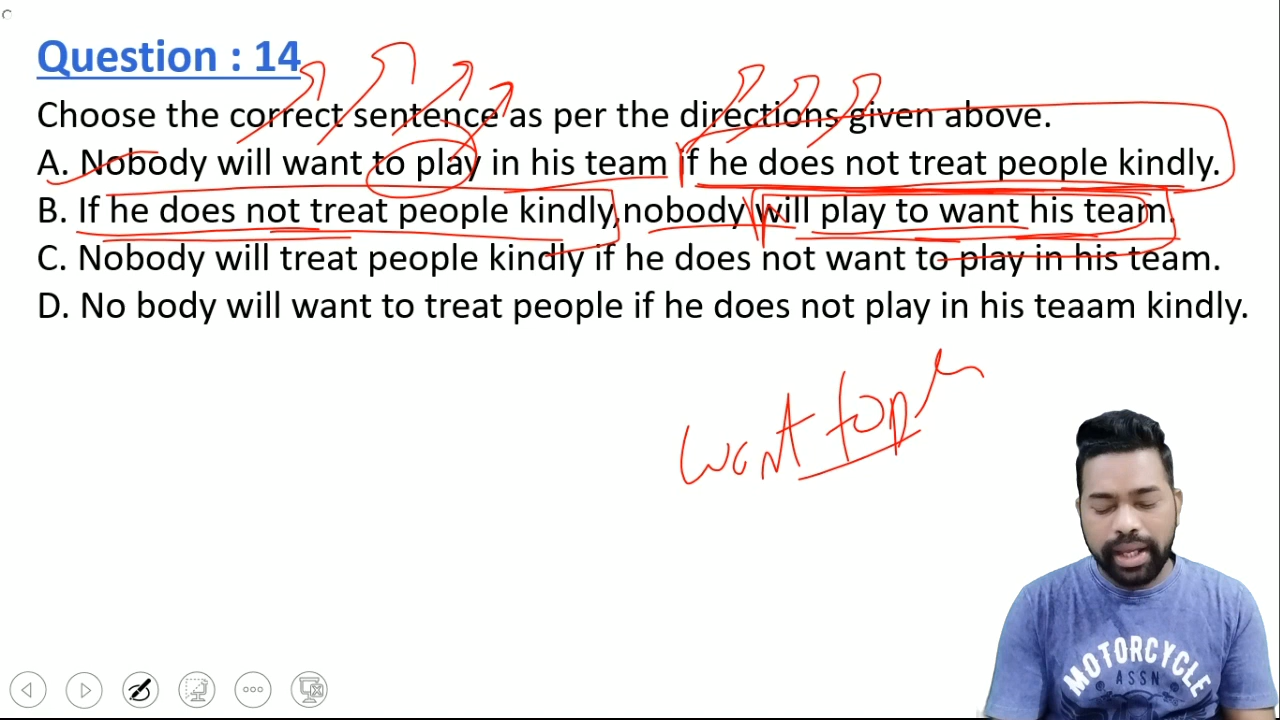 Question : 14
Choose the correct sentence as per the directions given above.
A. Nobody will want to play in his team if he does not treat people kindly.
B. If he does not treat people kindly,nobody will play to want his team.
C. Nobody will treat people kindly if he does not want to play in his team.
D. No body will want to treat people if he does not play in his teaam kindly.
want to
MOTORCYCLE
ASSN